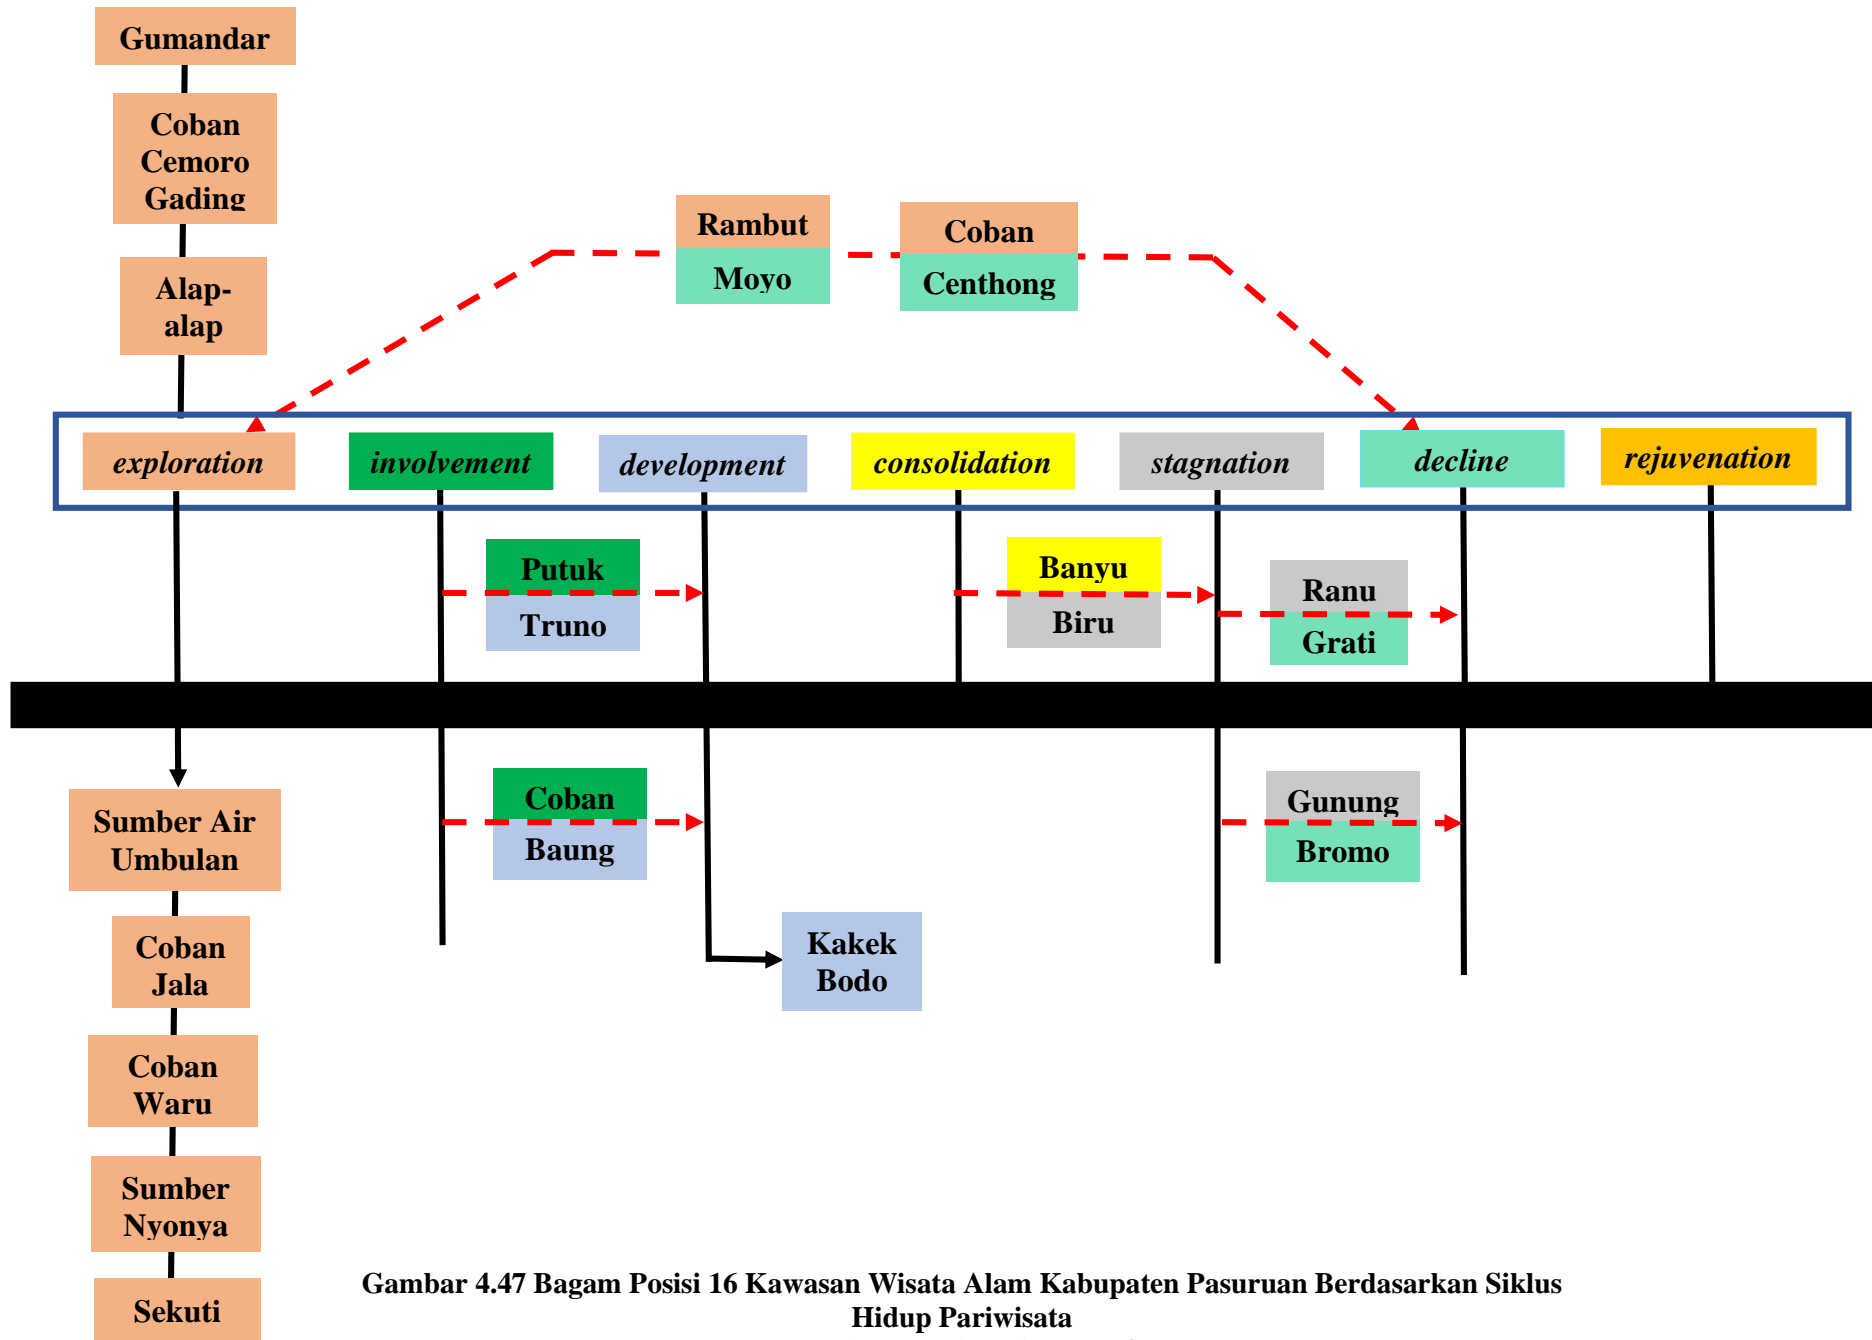 Gumandar
Coban
Cemoro
Gading
Alap-
alap
Rambut
Moyo
Coban
Centhong
exploration
involvement
development
consolidation
stagnation
decline
rejuvenation
Putuk
Truno
Banyu
Biru
Ranu
Grati
Sumber Air
Umbulan
Coban
Baung
Gunung
Bromo
Coban
Jala
Kakek
Bodo
Coban
Waru
Sumber
Nyonya
Sekuti
Gambar 4.47 Bagam Posisi 16 Kawasan Wisata Alam Kabupaten Pasuruan Berdasarkan Siklus
Hidup Pariwisata